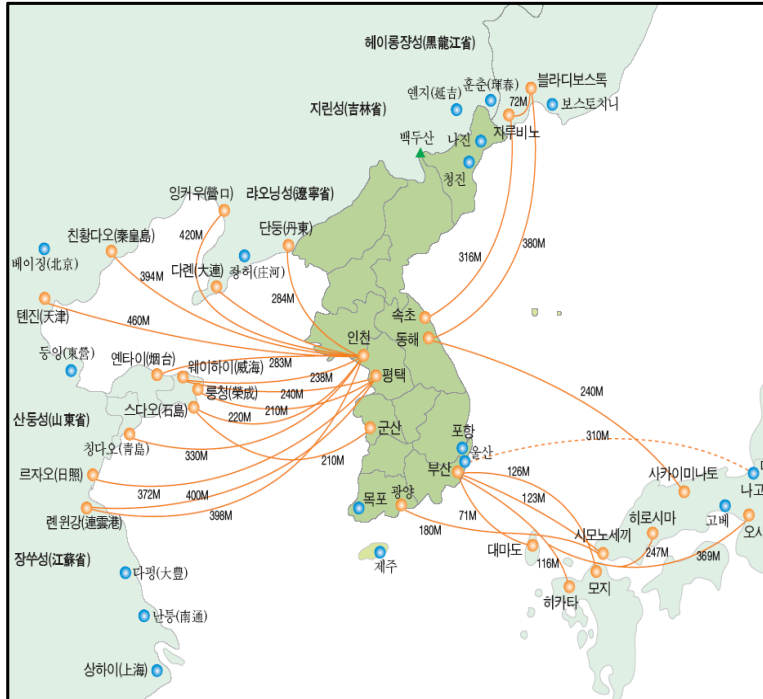 헤이롱쟝성(黑龍江省)
블라디보스톡
훈춘(琿春)
옌지(延吉)
72M
보스토치니
지린성(吉林省)
자루비노
나진
백두산
청진
잉커우(營ロ)
랴오닝성(遼寧省)
친황다오(秦皇島)
420M
단둥(丹東)
380M
316M
베이징(北京)
다롄(大連)
좡허(庄河)
394M
284M
톈진(天津)
460M
속초
동해
인천
둥잉(東營)
옌타이(烟台)
283M
웨이하이(威海)
238M
평택
룽청(榮成)
240M
240M
210M
스다오(石島)
산둥성(山東省)
220M
군산
포항
칭다오(靑島)
울산
310M
330M
210M
부산
126M
사카이미나토
나고
르자오(日照)
372M
400M
123M
롄윈강(連雲港)
396M
목포
광양
71M
고베
오사
180M
시모노세끼
히로시마
대마도
247M
369M
116M
장쑤성(江蘇省)
제주
모지
히카타
다펑(大豊)
난퉁(南通)
상하이(上海)